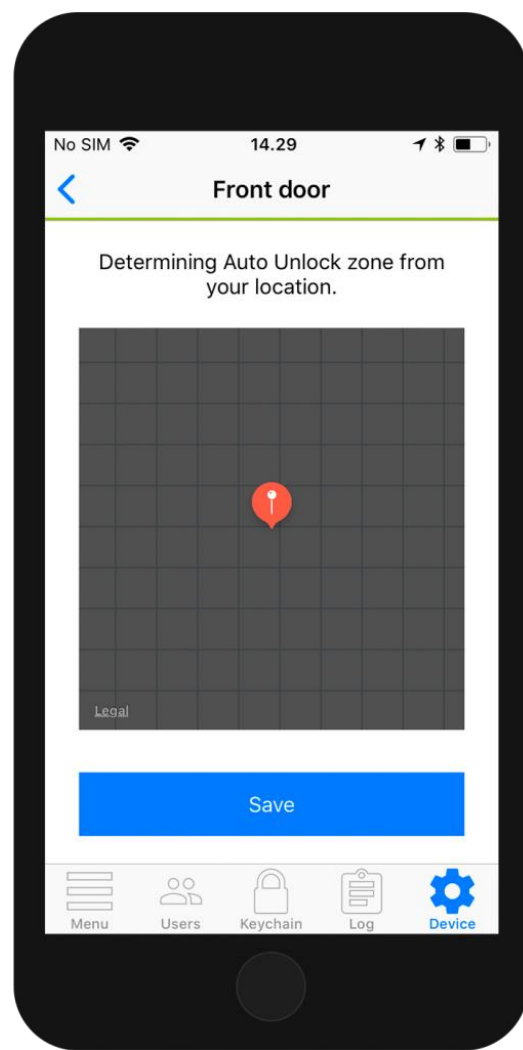 No SIM 14.29
Front door
Determining Auto Unlock zone from
your location.
Legal
Save
Menu Users Keychain Log Device